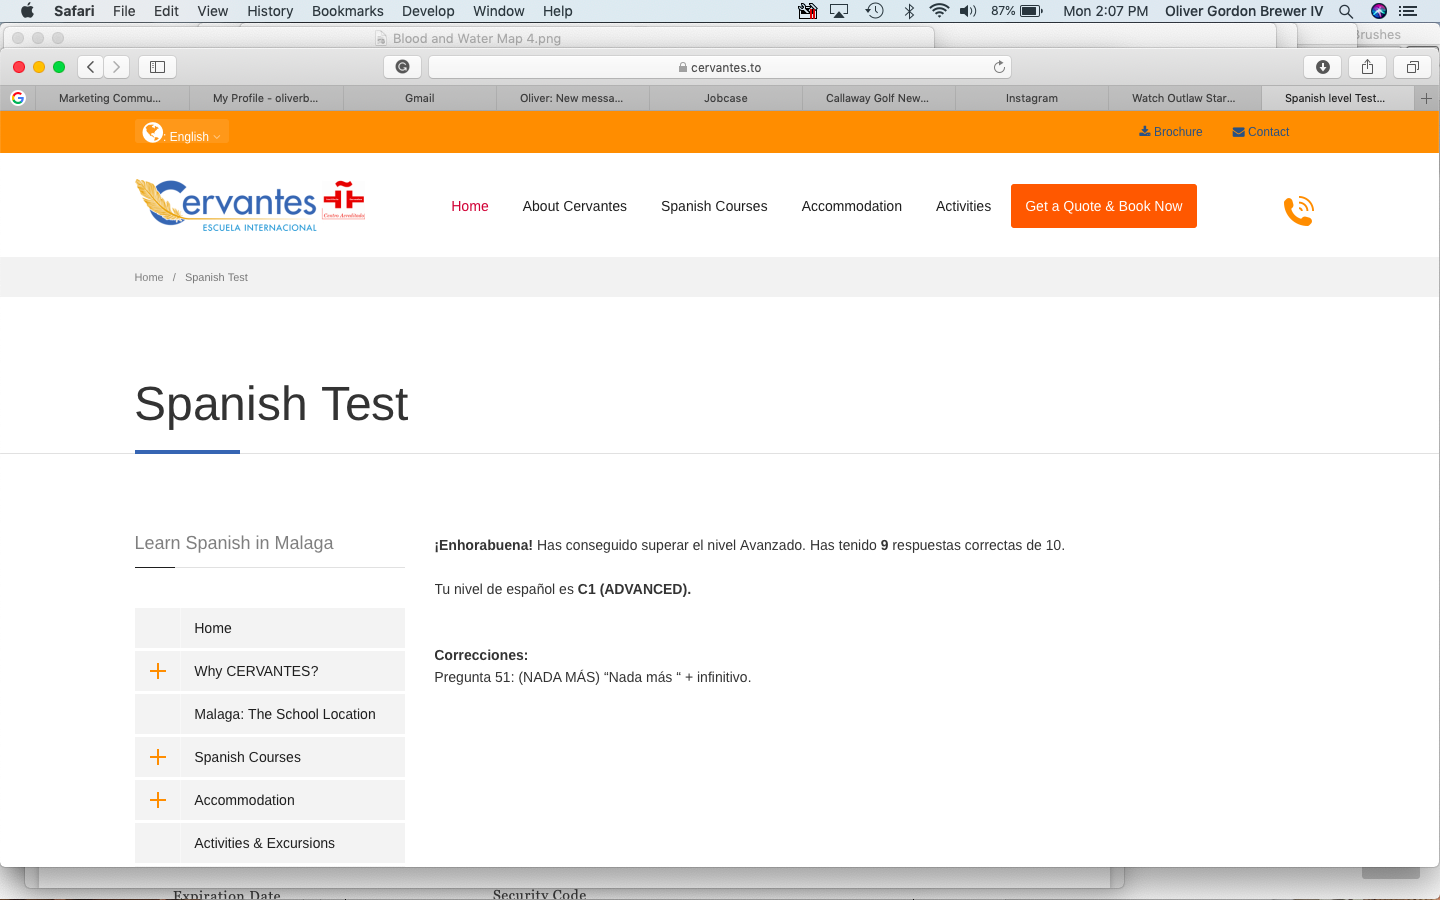 Safari File Edit View History Bookmarks Develop Window Help 87% Mon 2:07 PM Oliver Gordon Brewer IV
Blood and Water Map 4.png
Brushes
cervantes.to
Marketing Commu... My Profile - oliverb... Gmail Oliver: New messa... Jobcase Callaway Golf New... Instagram Watch Outlaw Star... Spanish level Test...
: English
Brochure Contact
Cervantes
ESCUELA INTERNACIONAL
Centro Acreditado
Home About Cervantes Spanish Courses Accommodation Activities Get a Quote & Book Now
Home / Spanish Test
Spanish Test
Learn Spanish in Malaga
Home
Why CERVANTES?
Malaga: The School Location
Spanish Courses
Accommodation
Activities & Excursions
¡Enhorabuena! Has conseguido superar el nivel Avanzado. Has tenido 9 respuestas correctas de 10.
Tu nivel de español es C1 (ADVANCED).
Correcciones:
Pregunta 51: (NADA MÁS) “Nada más “ + infinitivo.
Expiration Date Security Code